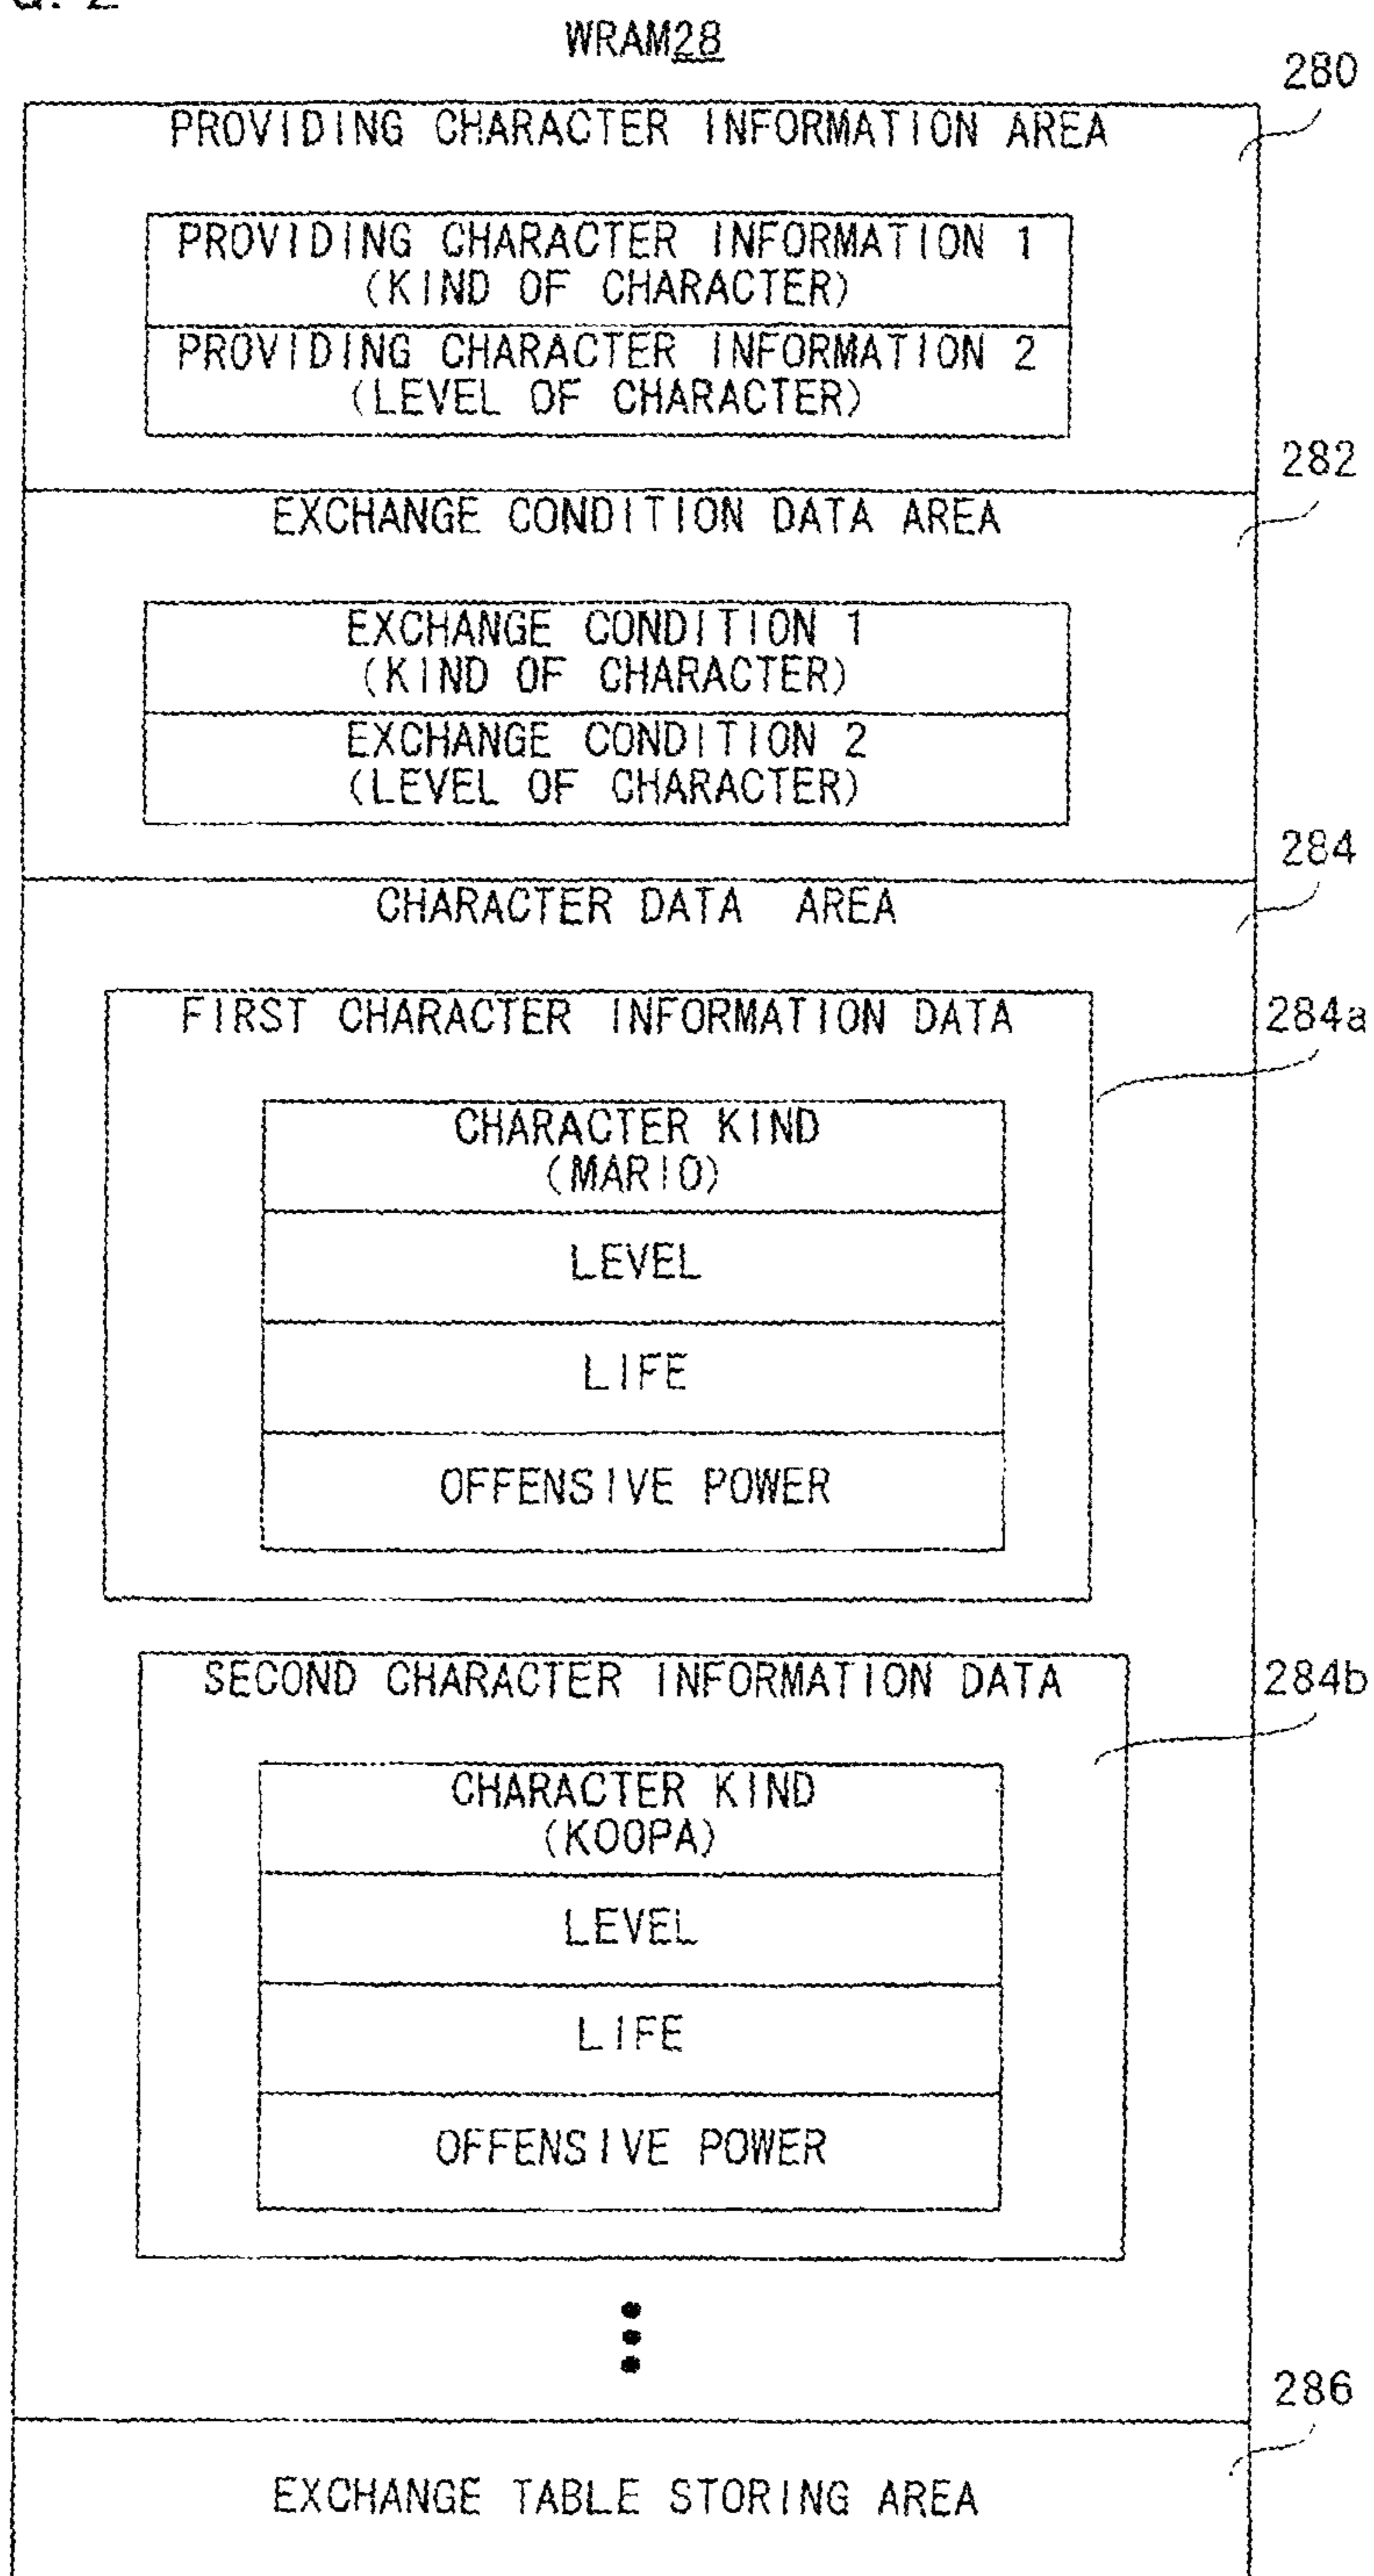 G. 2
WRAM28
280
PROVIDING CHARACTER INFORMATION AREA
PROVIDING CHARACTER INFORMATION 1
(KIND OF CHARACTER)
PROVIDING CHARACTER INFORMATION 2
(LEVEL OF CHARACTER)
282
EXCHANGE CONDITION DATA AREA
EXCHANGE CONDITION 1
(KIND OF CHARACTER)
EXCHANGE CONDITION 2
(LEVEL OF CHARACTER)
284
CHARACTER DATA AREA
FIRST CHARACTER INFORMATION DATA
284a
CHARACTER KIND
(MARIO)
LEVEL
LIFE
OFFENSIVE POWER
SECOND CHARACTER INFORMATION DATA
284b
CHARACTER KIND
(KOOPA)
LEVEL
LIFE
OFFENSIVE POWER
286
EXCHANGE TABLE STORING AREA